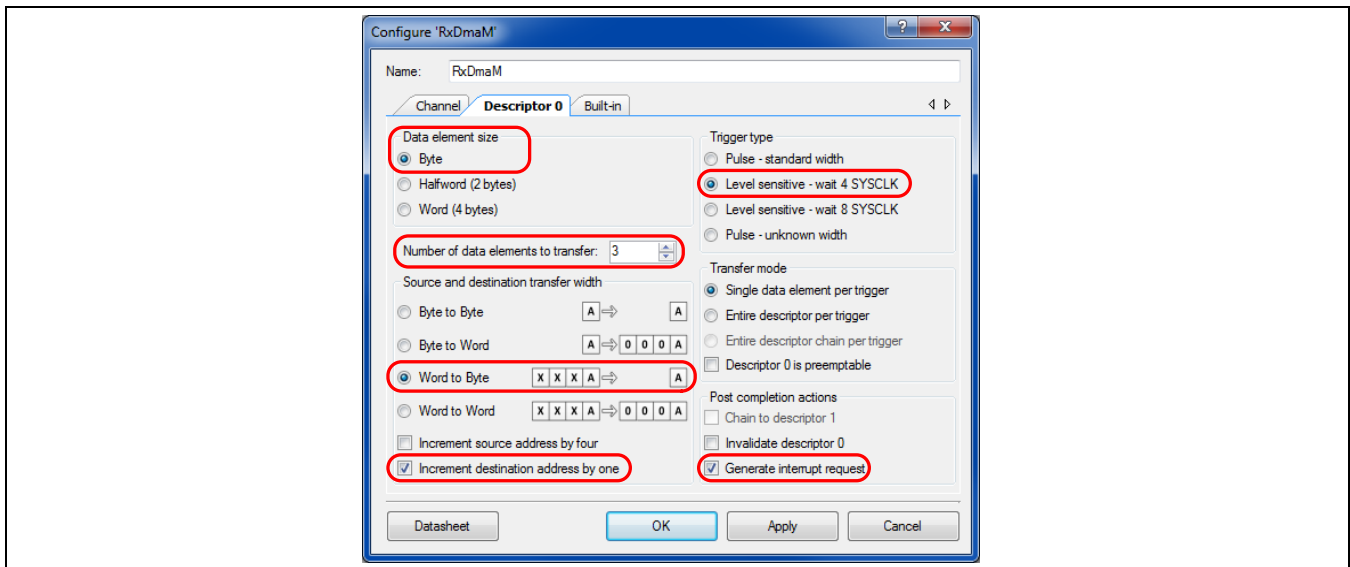 Configure 'RxDmaM'
?
X
Name: RxDmaM
Channel Descriptor 0 Built-in
Data element size
Byte
Halfword (2 bytes)
Word (4 bytes)
Number of data elements to transfer: 3
Source and destination transfer width
Byte to Byte A A
Byte to Word A 0 0 0 A
Word to Byte X X X A A
Word to Word X X X A 0 0 0 A
Increment source address by four
Increment destination address by one
Trigger type
Pulse - standard width
Level sensitive - wait 4 SYSCLK
Level sensitive - wait 8 SYSCLK
Pulse - unknown width
Transfer mode
Single data element per trigger
Entire descriptor per trigger
Entire descriptor chain per trigger
Descriptor 0 is preemptable
Post completion actions
Chain to descriptor 1
Invalidate descriptor 0
Generate interrupt request
Datasheet OK Apply Cancel